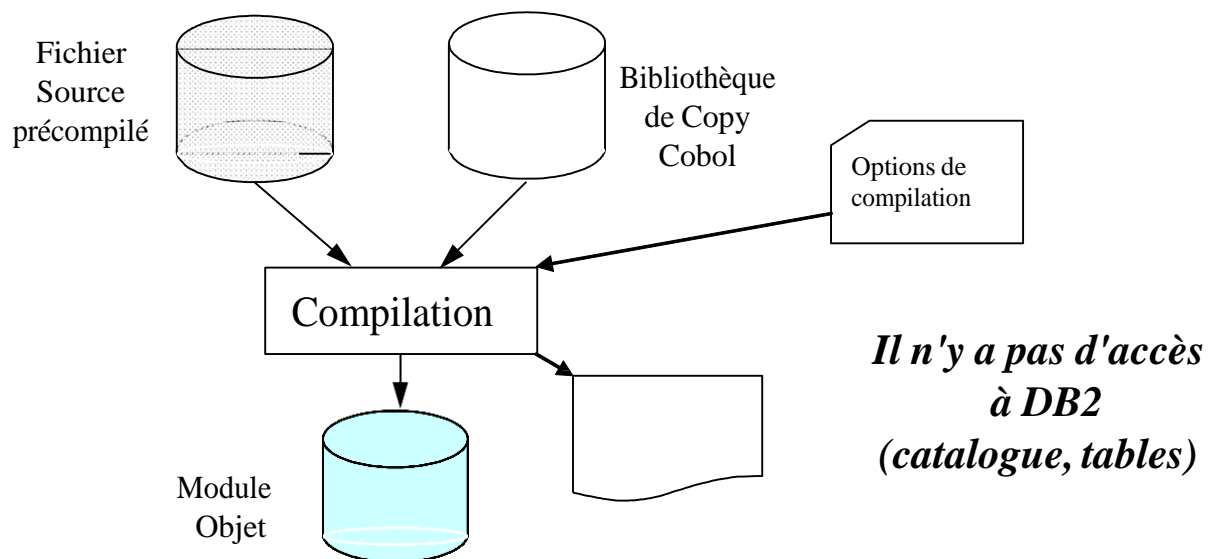 Fichier
Source
précompilé
Bibliothèque
de Copy
Cobol
Options de
compilation
Compilation
Il n'y a pas d'accès
à DB2
(catalogue, tables)
Module
Objet